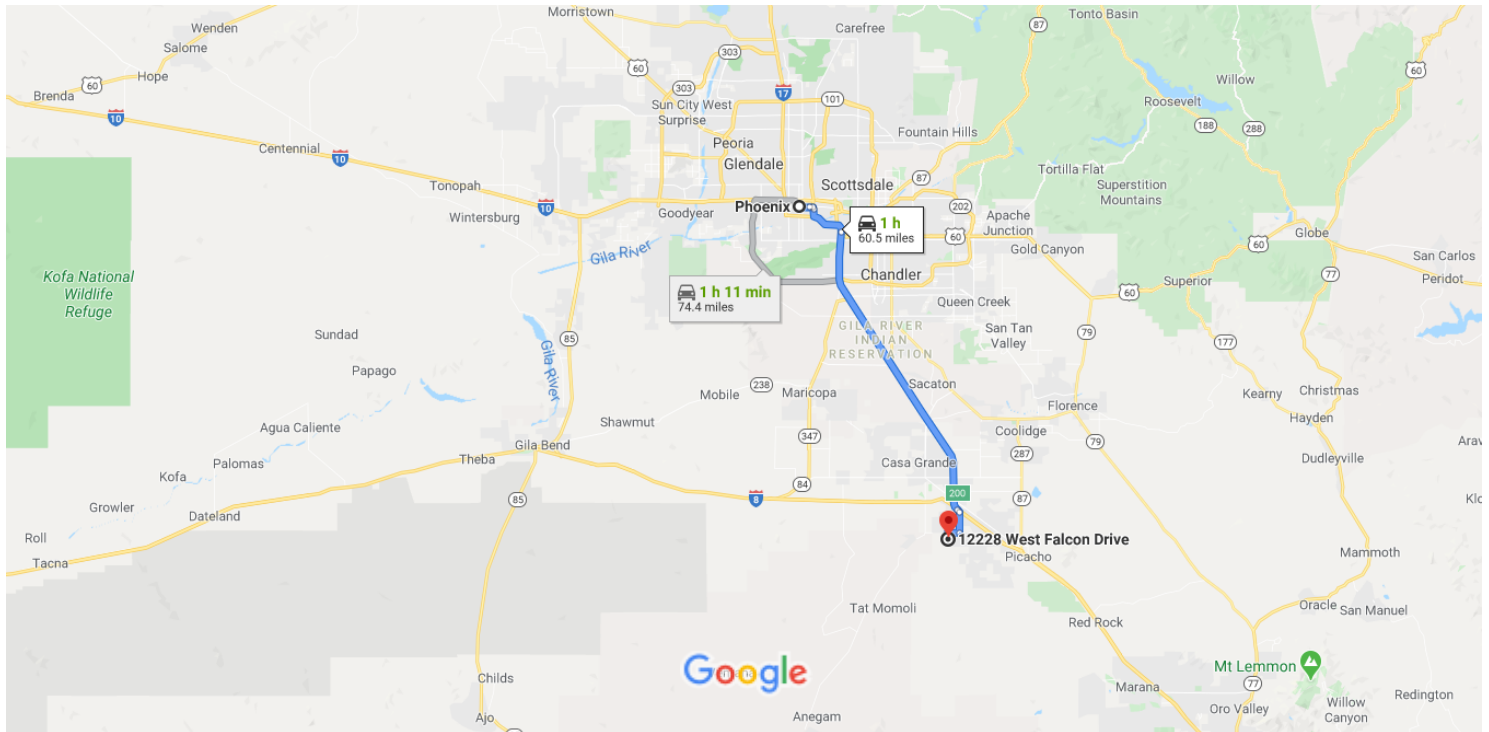 Morristown
Carefree
Tonto Basin
87
Wenden
Salome
303
60
Hope
60
60
Willow
303
17
101
Brenda
10
Sun City West
Surprise
Roosevelt
188
288
Fountain Hills
Centennial
10
Peoria
Glendale
87
Tortilla Flat
Superstition
Mountains
Tonopah
Scottsdale
Wintersburg
10
Goodyear
Phoenix
202
Apache
Junction
1 h
60.5 miles
60
Gold Canyon
60
Globe
Gila River
Kofa National
Wildlife
Refuge
Chandler
77
San Carlos
Peridot
1 h 11 min
74.4 miles
Superior
60
Queen Creek
Sundad
85
GILA RIVER
INDIAN
RESERVATION
San Tan
Valley
79
177
Gila River
Papago
Mobile
238
Maricopa
Sacaton
Kearny
Christmas
Florence
Hayden
Agua Caliente
Shawmut
347
Coolidge
79
Arav
Gila Bend
287
Palomas
Theba
Casa Grande
Dudleyville
Kofa
84
200
87
Klo
Growler
Dateland
85
8
Roll
Tacna
12228 West Falcon Drive
Picacho
Mammoth
Tat Momoli
Oracle
San Manuel
Red Rock
Google
Mt Lemmon
Childs
77
Marana
Redington
Oro Valley
Willow
Canyon
Ajo
Anegam